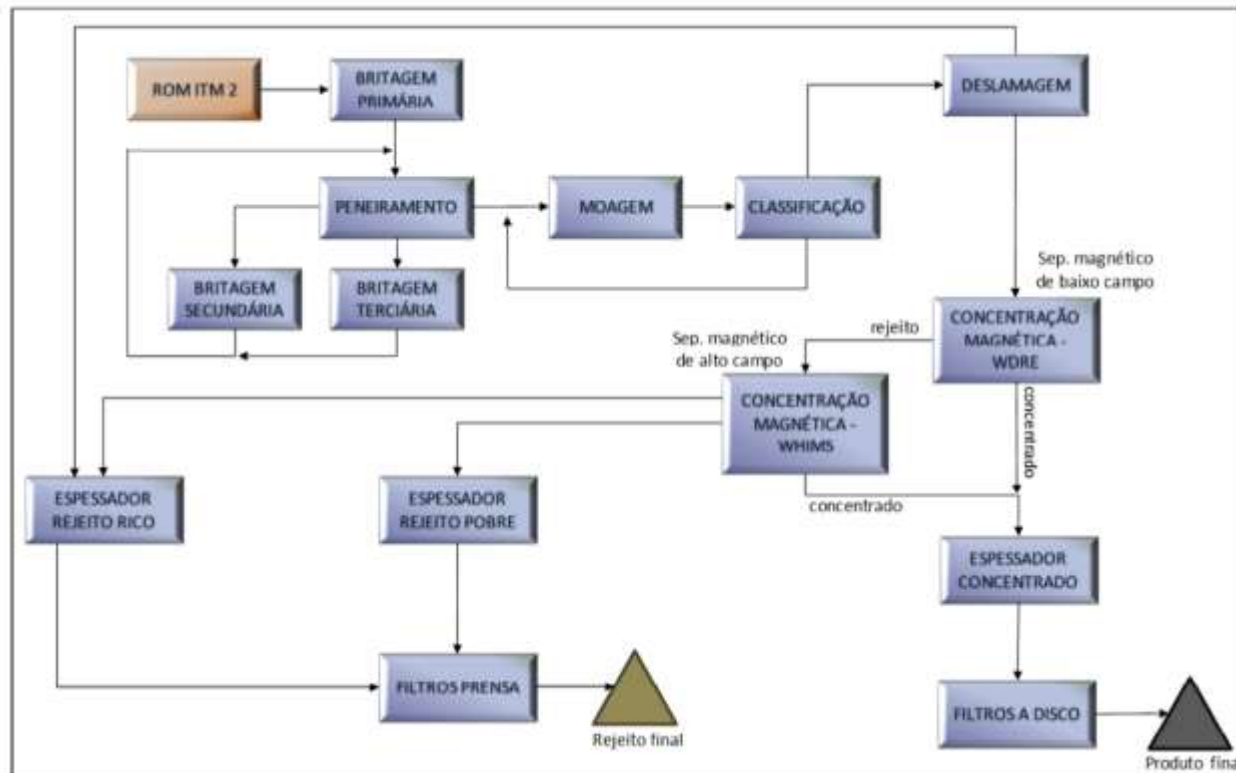 ROM ITM 2
BRITAGEM
PRIMÁRIA
DESLAMAGEM
PENEIRAMENTO
MOAGEM
CLASSIFICAÇÃO
BRITAGEM
SECUNDÁRIA
BRITAGEM
TERCIÁRIA
Sep. magnético
de baixo campo
CONCENTRAÇÃO
MAGNÉTICA -
WDRE
rejeito
Sep. magnético
de alto campo
CONCENTRAÇÃO
MAGNÉTICA -
WHIMS
concentrado
concentrado
ESPESSADOR
REJEITO RICO
ESPESSADOR
REJEITO POBRE
ESPESSADOR
CONCENTRADO
FILTROS PRENSA
Rejeito final
FILTROS A DISCO
Produto fina